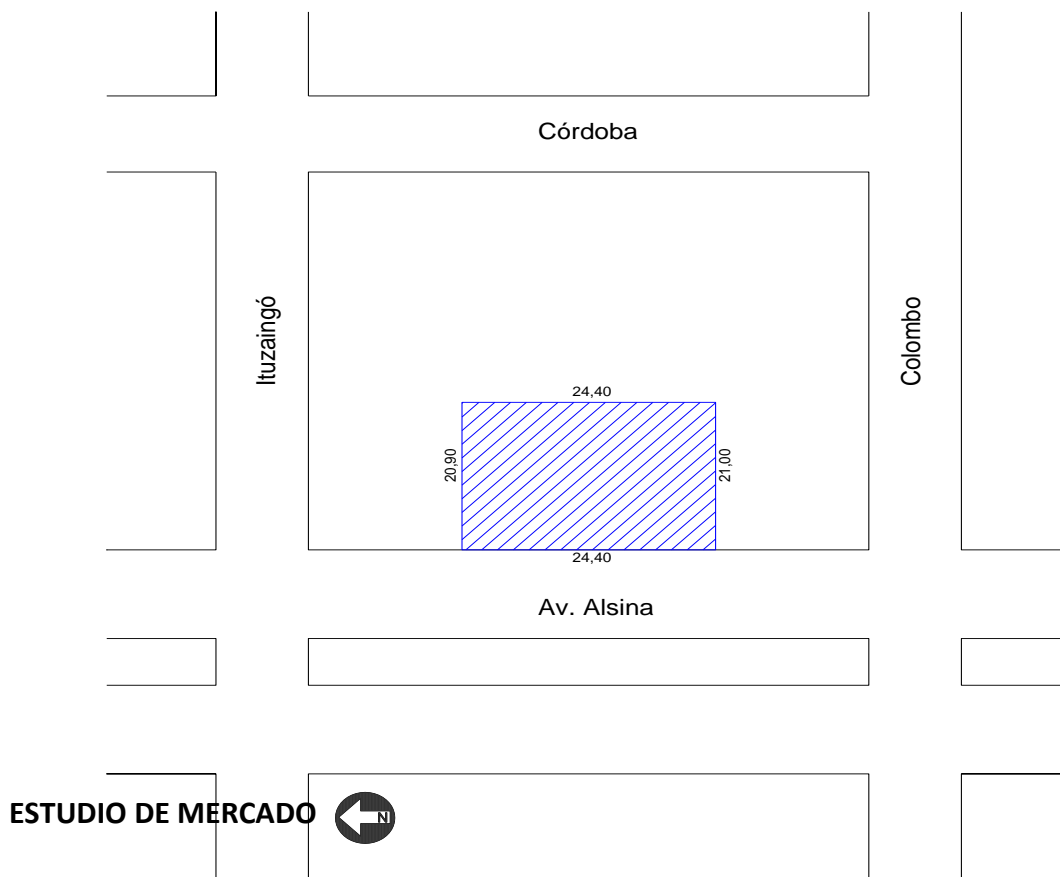 Córdoba
Ituzaingó
Colombo
24,40
20,90
21,00
24,40
Av. Alsina
ESTUDIO DE MERCADO
N